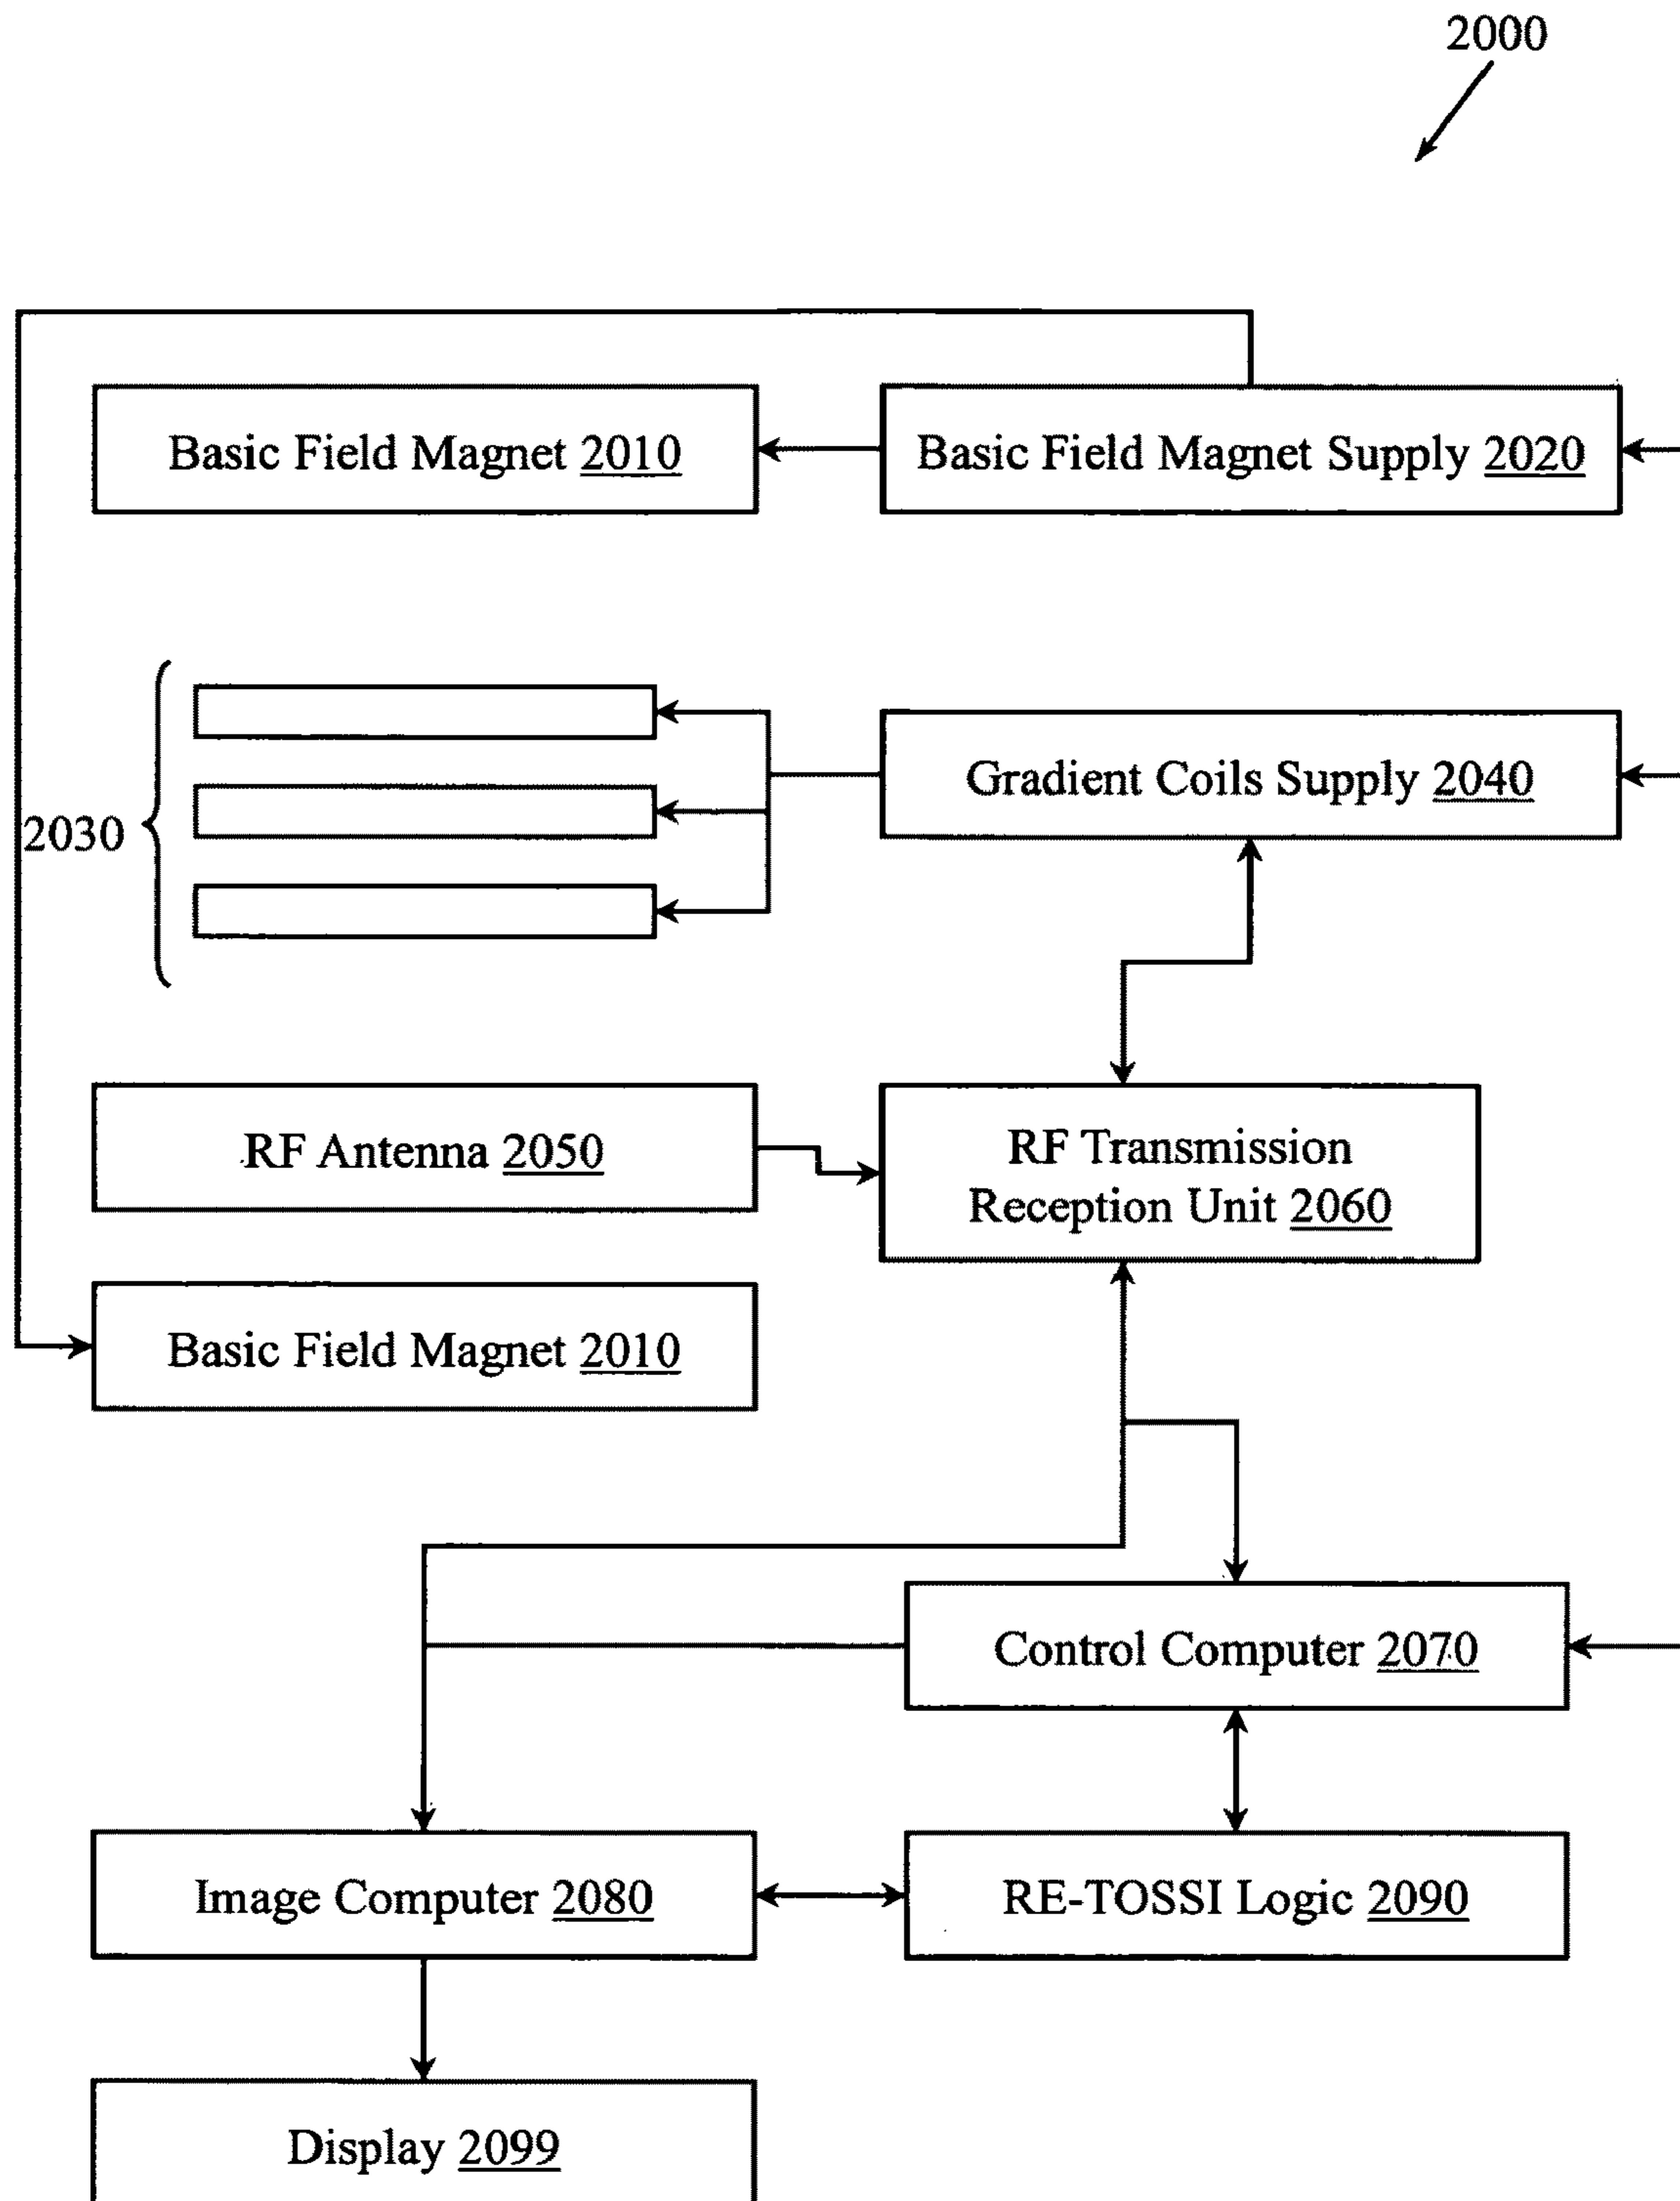 2000
Basic Field Magnet 2010
Basic Field Magnet Supply 2020
Gradient Coils Supply 2040
2030
RF Antenna 2050
RF Transmission
Reception Unit 2060
Basic Field Magnet 2010
Control Computer 2070
Image Computer 2080
RE-TOSSI Logic 2090
Display 2099